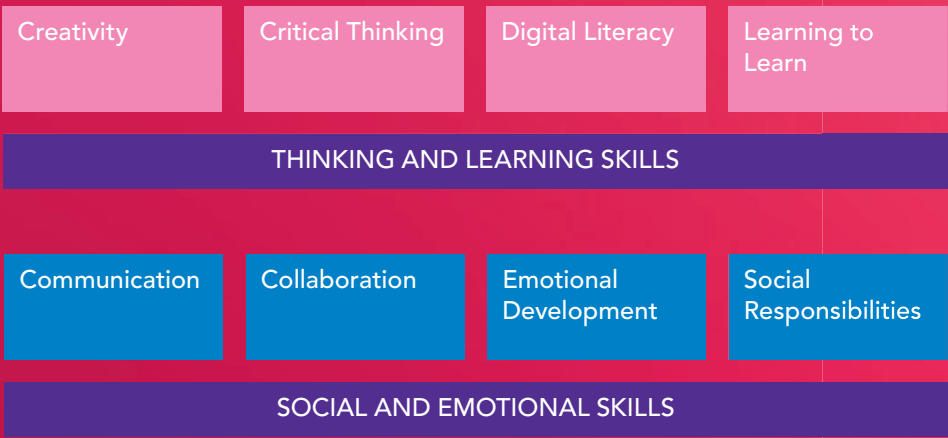 Creativity
Critical Thinking
Digital Literacy
Learning to
Learn
THINKING AND LEARNING SKILLS
Communication
Collaboration
Emotional
Development
Social
Responsibilities
SOCIAL AND EMOTIONAL SKILLS